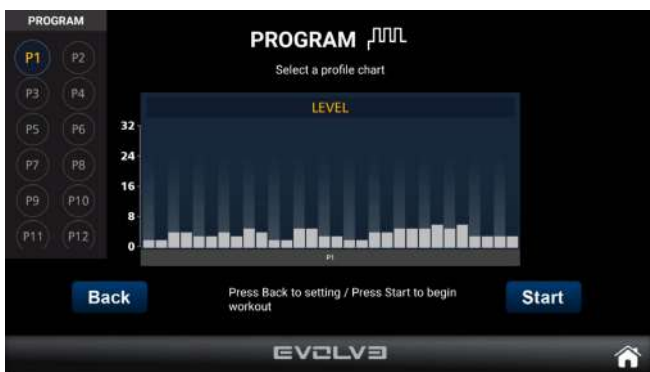 PROGRAM
P1 P2
P3 P4
P5 P6
P7 P8
P9 P10
P11 P12
PROGRAM
Select a profile chart
LEVEL
32
24
16
8
0
P1
Back
Press Back to setting / Press Start to begin
workout
Start
EVOLVE